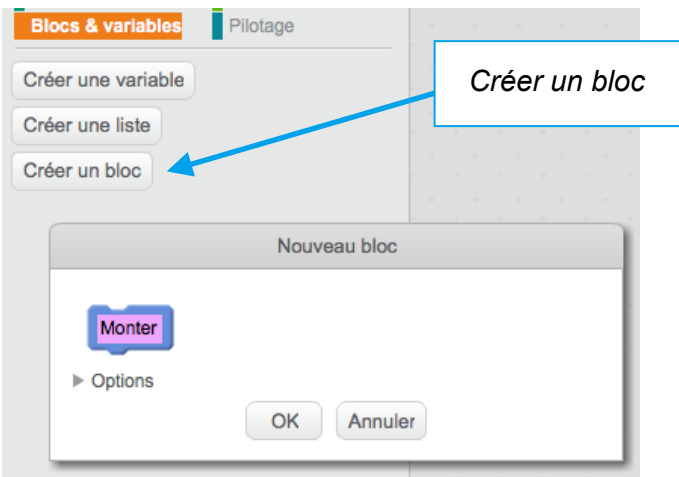 Blocs & variables
Pilotage
Créer une variable
Créer un bloc
Créer une liste
Créer un bloc
Nouveau bloc
Monter
Options
OK
Annuler